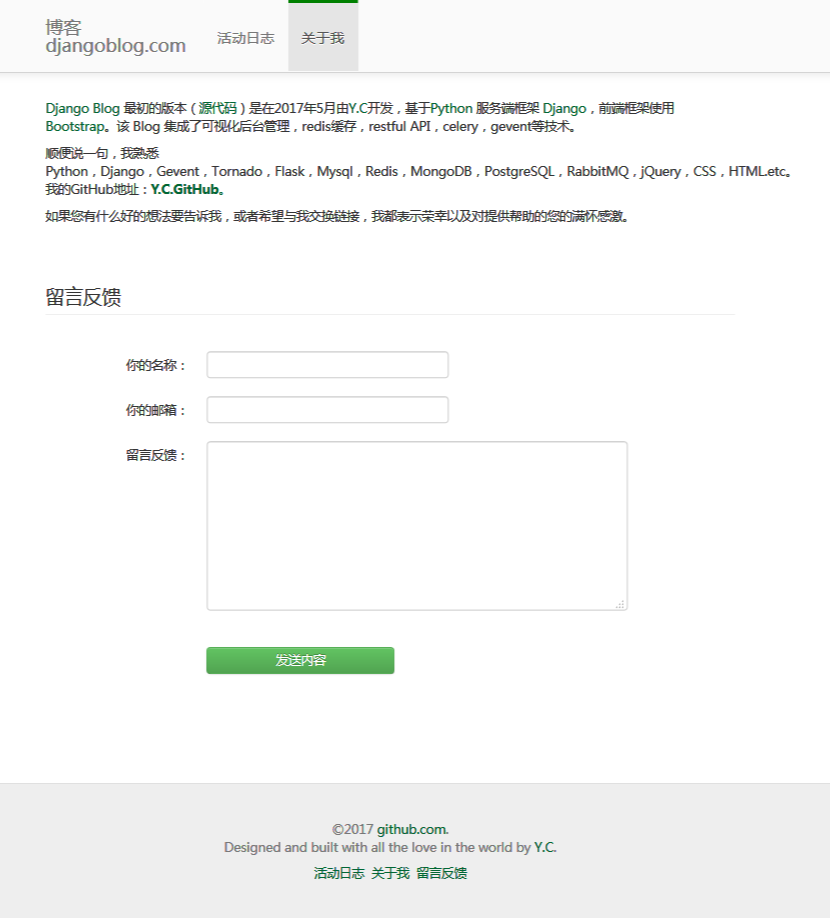 博客
djangoblog.com
活动日志
关于我
Django Blog 最初的版本（源代码）是在2017年5月由Y.C开发，基于Python 服务端框架 Django，前端框架使用
Bootstrap。该 Blog 集成了可视化后台管理，redis缓存，restful API，celery，gevent等技术。
顺便说一句，我熟悉
Python，Django，Gevent，Tornado，Flask，Mysql，Redis，MongoDB，PostgreSQL，RabbitMQ，jQuery，CSS，HTML.etc。
我的GitHub地址：Y.C.GitHub。
如果您有什么好的想法要告诉我，或者希望与我交换链接，我都表示荣幸以及对提供帮助的您的满怀感激。
留言反馈
你的名称：
你的邮箱：
留言反馈：
发送内容
©2017 github.com.
Designed and built with all the love in the world by Y.C.
活动日志 关于我 留言反馈